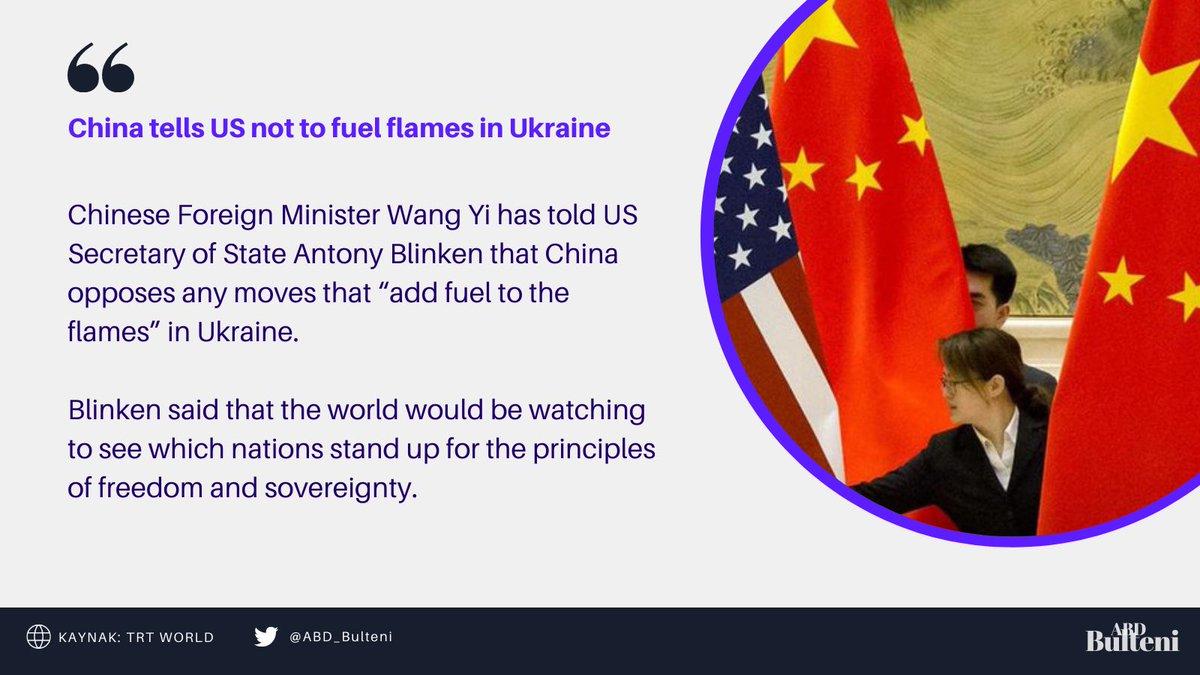 China tells US not to fuel flames in Ukraine
Chinese Foreign Minister Wang Yi has told US
Secretary of State Antony Blinken that China
opposes any moves that “add fuel to the
flames” in Ukraine.
Blinken said that the world would be watching
to see which nations stand up for the principles
of freedom and sovereignty.
KAYNAK: TRT WORLD
@ABD_Bulteni
ABD
Bulteni